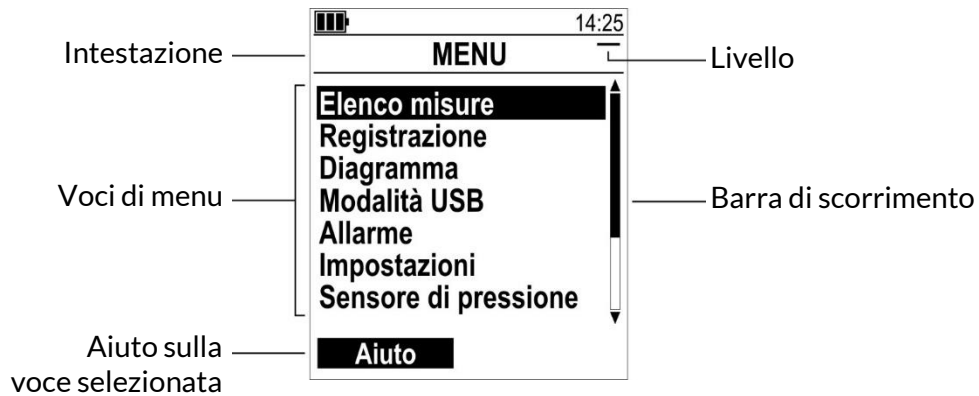 14:25
Intestazione
MENU
Livello
Elenco misure
Registrazione
Diagramma
Modalità USB
Allarme
Impostazioni
Sensore di pressione
Voci di menu
Barra di scorrimento
Aiuto sulla
voce selezionata
Aiuto